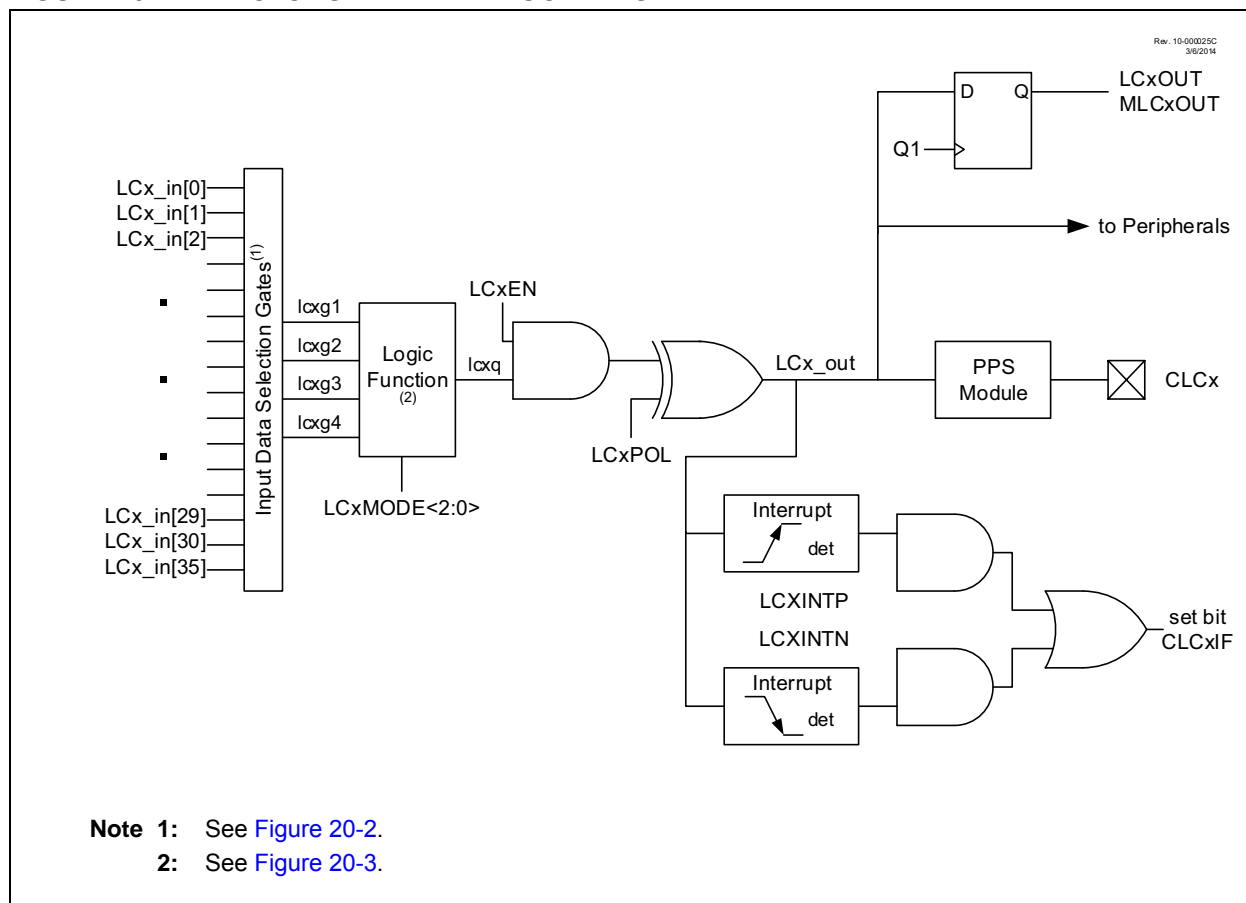 Rev. 10-000025C
3/6/2014
LCxOUT
MLCxOUT
D
Q
Q1
to Peripherals
LCx_in[0]
LCx_in[1]
LCx_in[2]
Input Data Selection Gates(1)
lcxg1
lcxg2
lcxg3
lcxg4
Logic
Function
(2)
LCxMODE<2:0>
lcxq
LCxEN
LCxPOL
LCx_out
PPS
Module
CLCx
LCx_in[29]
LCx_in[30]
LCx_in[35]
Interrupt
det
LCXINTP
LCXINTN
Interrupt
det
set bit
CLCxIF
Note 1: See Figure 20-2.
2: See Figure 20-3.